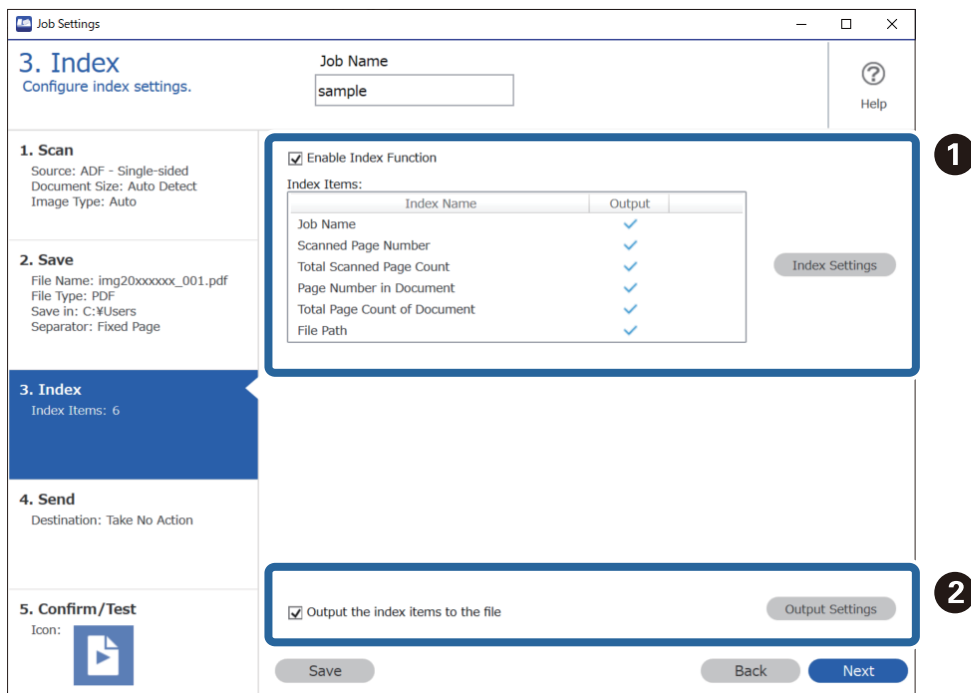 Job Settings
3. Index
Configure index settings.
Job Name
sample
Help
1. Scan
Source: ADF - Single-sided
Document Size: Auto Detect
Image Type: Auto
2. Save
File Name: img20xxxxxx_001.pdf
File Type: PDF
Save in: C:¥Users
Separator: Fixed Page
3. Index
Index Items: 6
4. Send
Destination: Take No Action
5. Confirm/Test
Icon:
Enable Index Function
Index Items:
Index Name Output
Job Name
Scanned Page Number
Total Scanned Page Count
Page Number in Document
Total Page Count of Document
File Path
Index Settings
1
Output the index items to the file
Output Settings
2
Save Back Next